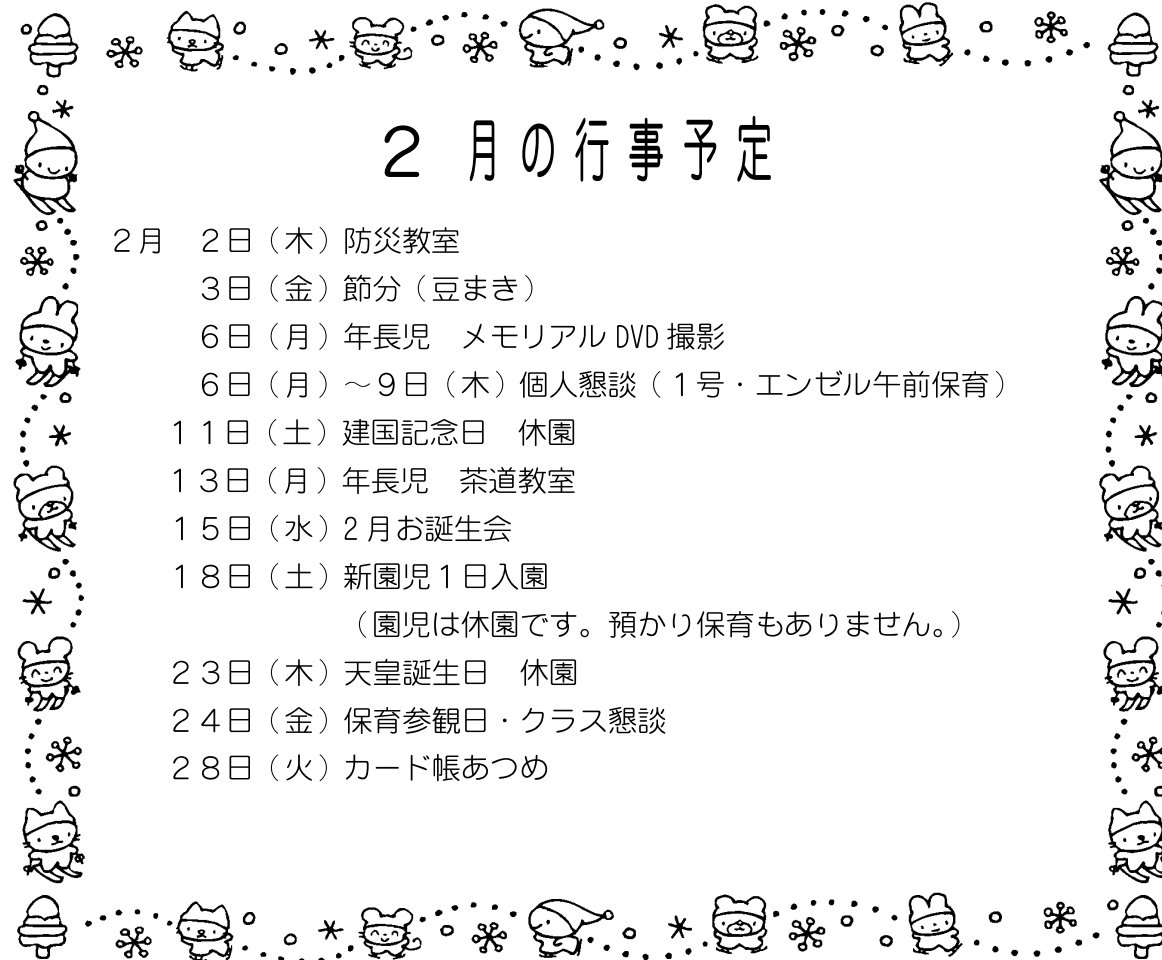 ２月の行事予定
２月　２日（木）防災教室
３日（金）節分（豆まき）
６日（月）年長児　メモリアルDVD撮影
６日（月）～９日（木）個人懇談（１号・エンゼル午前保育）
１１日（土）建国記念日　休園
１３日（月）年長児　茶道教室
１５日（水）2月お誕生会
１８日（土）新園児１日入園
（園児は休園です。預かり保育もありません。）
２３日（木）天皇誕生日　休園
２４日（金）保育参観日・クラス懇談
２８日（火）カード帳あつめ